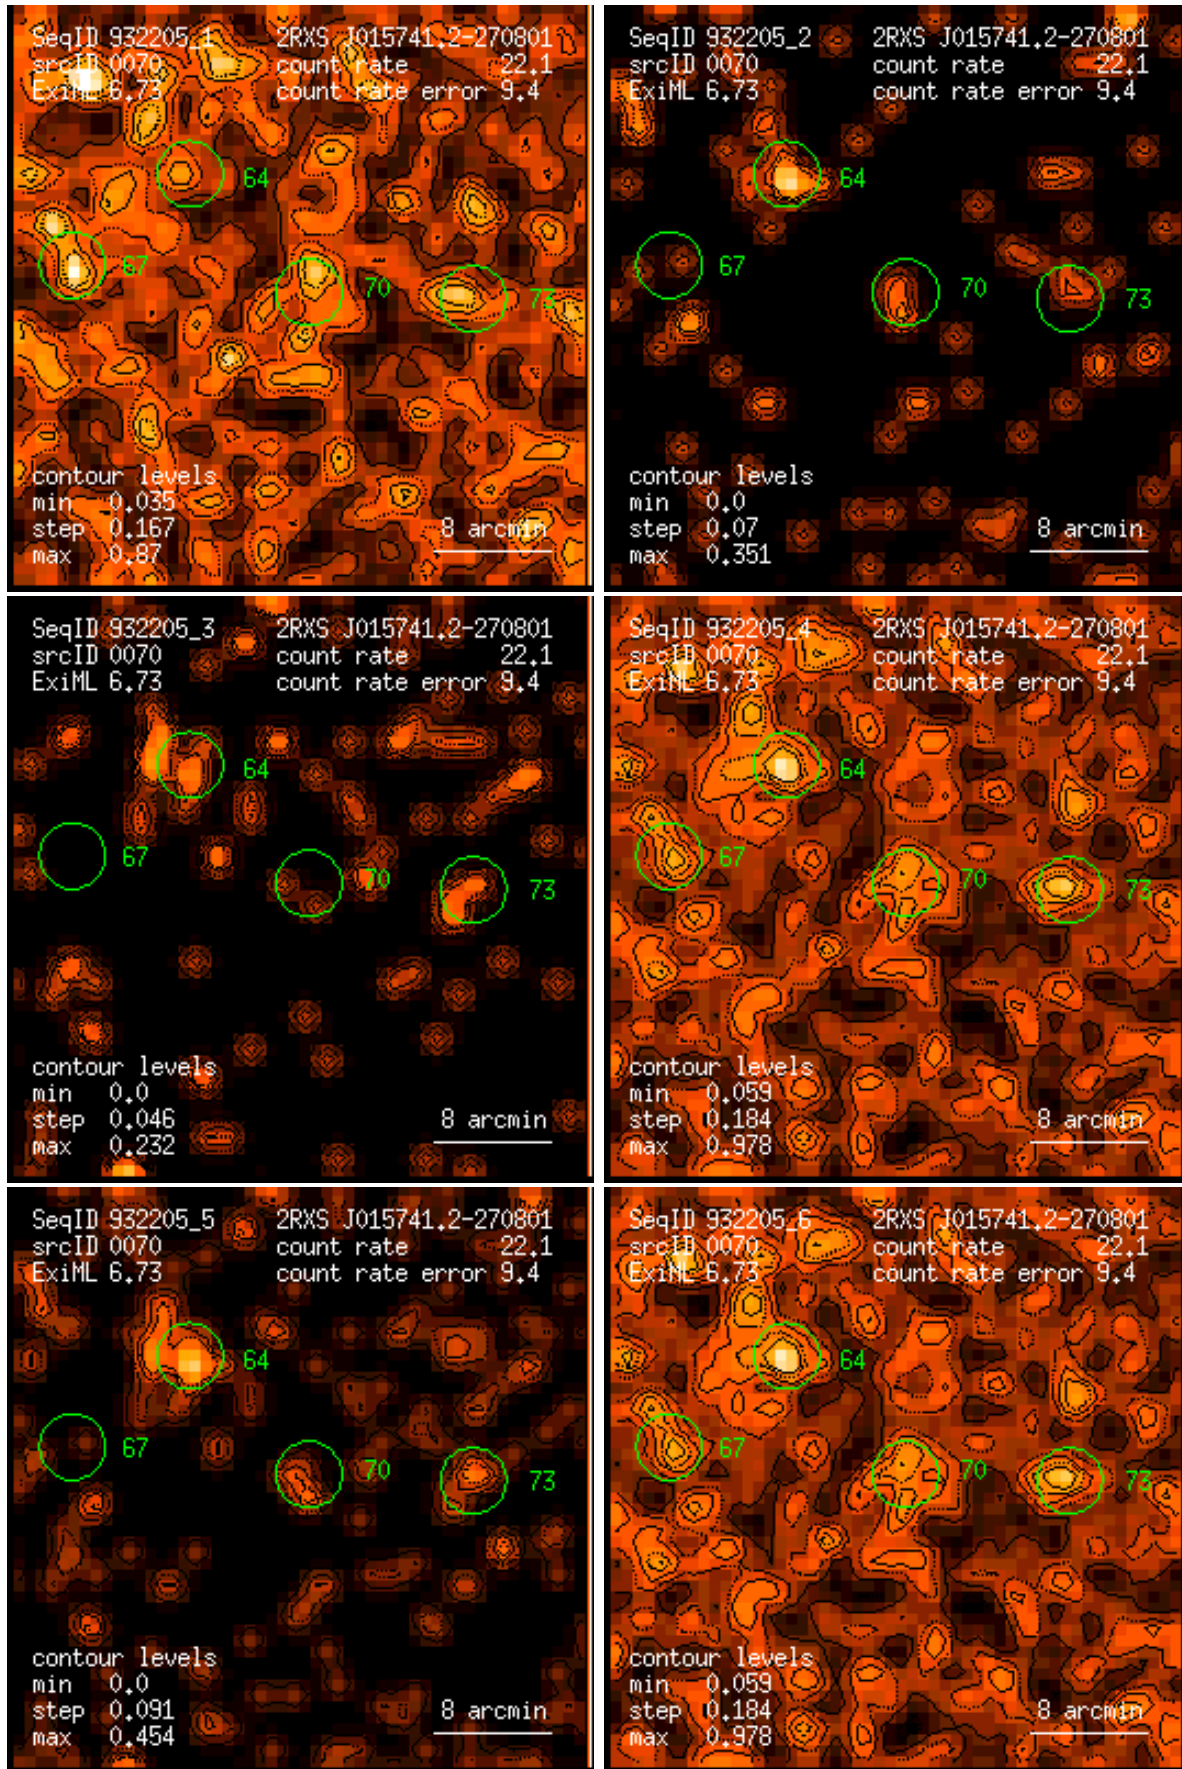 SeqID 932205_1 2RXS J015741.2-270801
srcID 0070 count rate 22.1
ExiML 6.73 count rate error 9.4
64
67
70
73
contour levels
min 0.035
step 0.167 8 arcmin
max 0.87
SeqID 932205_2 2RXS J015741.2-270801
srcID 0070 count rate 22.1
ExiML 6.73 count rate error 9.4
64
67
70
73
contour levels
min 0.0
step 0.07 8 arcmin
max 0.351
SeqID 932205_3 2RXS J015741.2-270801
srcID 0070 count rate 22.1
ExiML 6.73 count rate error 9.4
64
67
70
73
contour levels
min 0.0
step 0.046 8 arcmin
max 0.232
SeqID 932205_4 2RXS J015741.2-270801
srcID 0070 count rate 22.1
ExiML 6.73 count rate error 9.4
64
67
70
73
contour levels
min 0.059
step 0.184 8 arcmin
max 0.978
SeqID 932205_5 2RXS J015741.2-270801
srcID 0070 count rate 22.1
ExiML 6.73 count rate error 9.4
64
67
70
73
contour levels
min 0.0
step 0.091 8 arcmin
max 0.454
SeqID 932205_6 2RXS J015741.2-270801
srcID 0070 count rate 22.1
ExiML 6.73 count rate error 9.4
64
67
70
73
contour levels
min 0.059
step 0.184 8 arcmin
max 0.978